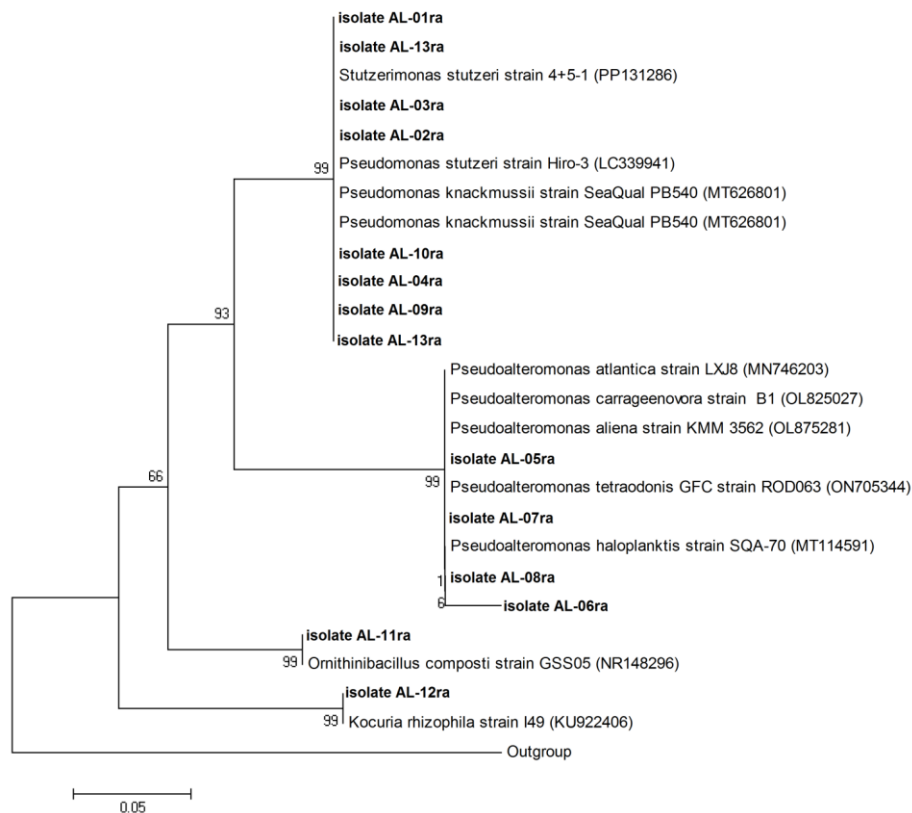 isolate AL-01ra
isolate AL-13ra
Stutzerimonas stutzeri strain 4+5-1 (PP131286)
isolate AL-03ra
isolate AL-02ra
99
Pseudomonas stutzeri strain Hiro-3 (LC339941)
Pseudomonas knackmussii strain SeaQual PB540 (MT626801)
Pseudomonas knackmussii strain SeaQual PB540 (MT626801)
isolate AL-10ra
isolate AL-04ra
isolate AL-09ra
93
isolate AL-13ra
Pseudoalteromonas atlantica strain LXJ8 (MN746203)
Pseudoalteromonas carrageenovora strain B1 (OL825027)
Pseudoalteromonas aliena strain KMM 3562 (OL875281)
isolate AL-05ra
66
99
Pseudoalteromonas tetraodonis GFC strain ROD063 (ON705344)
isolate AL-07ra
Pseudoalteromonas haloplanktis strain SQA-70 (MT114591)
isolate AL-08ra
1
6
isolate AL-06ra
isolate AL-11ra
99
Ornithinibacillus composti strain GSS05 (NR148296)
isolate AL-12ra
99
Kocuria rhizophila strain I49 (KU922406)
Outgroup
0.05